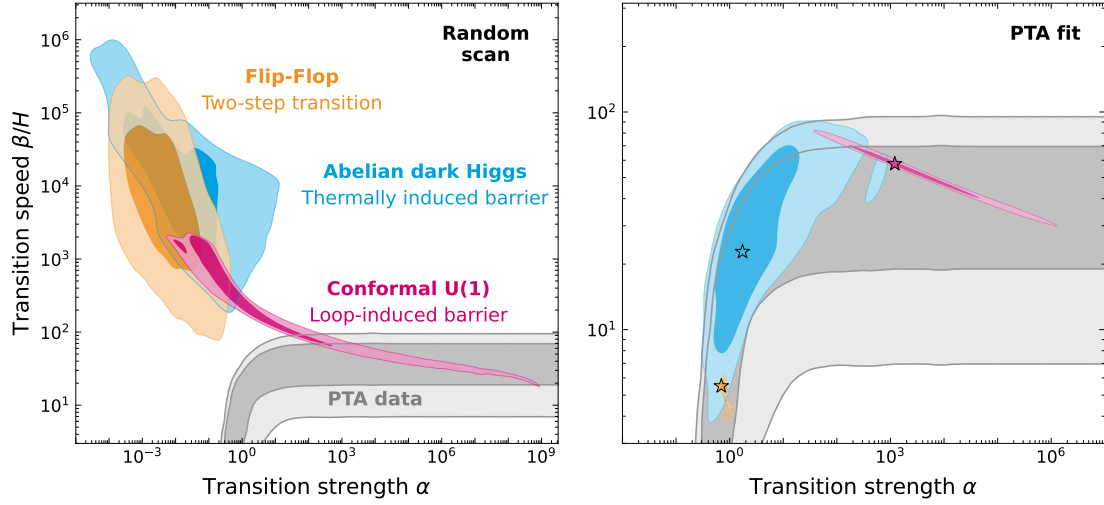 Random
scan
Flip-Flop
Two-step transition
Abelian dark Higgs
Thermally induced barrier
Conformal U(1)
Loop-induced barrier
PTA data
Transition speed β/H
10⁶
10⁵
10⁴
10³
10²
10¹
10⁻³
10⁰
10³
10⁶
10⁹
Transition strength α
PTA fit
10²
10¹
10⁰
10³
10⁶
Transition strength α